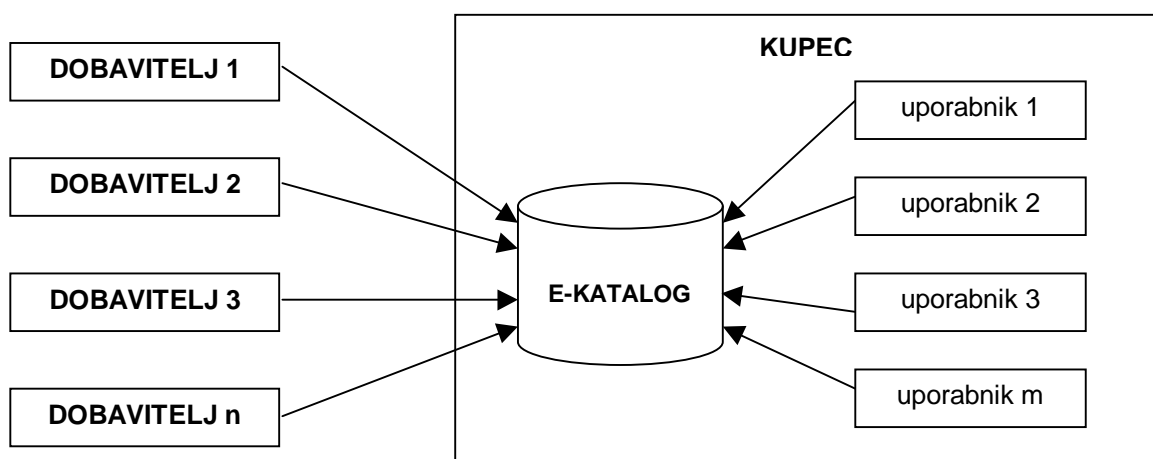 KUPEC
DOBAVITELJ 1
DOBAVITELJ 2
DOBAVITELJ 3
DOBAVITELJ n
E-KATALOG
uporabnik 1
uporabnik 2
uporabnik 3
uporabnik m